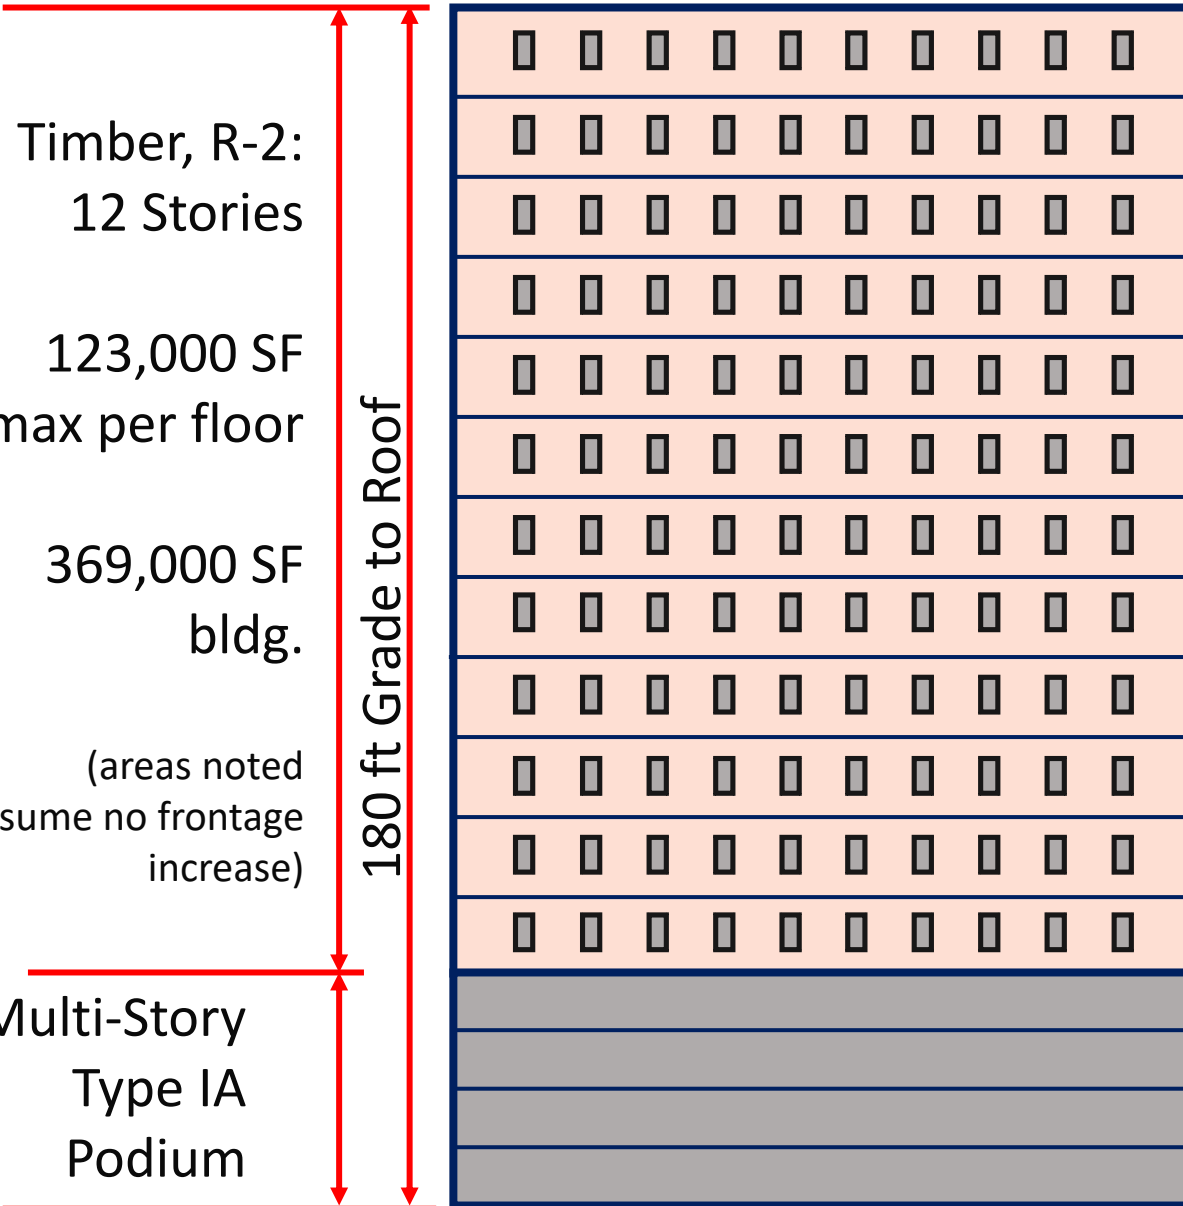 Timber, R-2:
12 Stories
123,000 SF
max per floor
369,000 SF
bldg.
(areas noted
sume no frontage
increase)
180 ft Grade to Roof
Multi-Story
Type IA
Podium